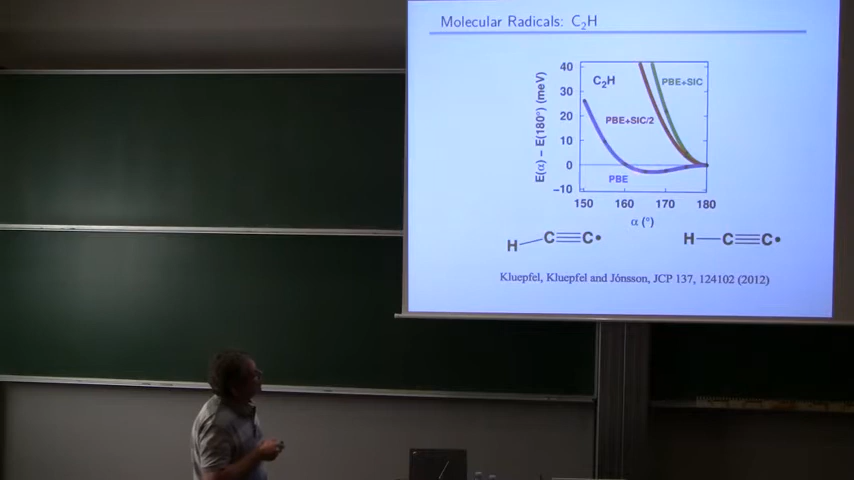 Molecular Radicals: C₂H
E(α) − E(180°) (meV)
40
30
20
10
0
−10
C₂H
PBE+SIC
PBE+SIC/2
PBE
150 160 170 180
α (°)
H C≡C•
H—C≡C•
Kluepfel, Kluepfel and Jónsson, JCP 137, 124102 (2012)